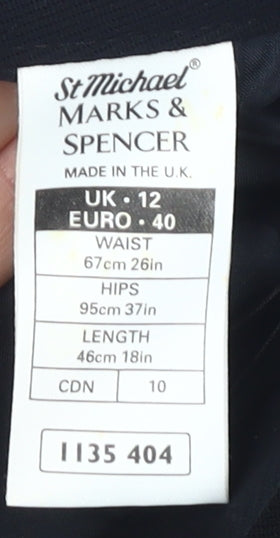 St Michael®
MARKS &
SPENCER
MADE IN THE U.K.
UK • 12
EURO • 40
WAIST
67cm 26in
HIPS
95cm 37in
LENGTH
46cm 18in
CDN 10
1135 404